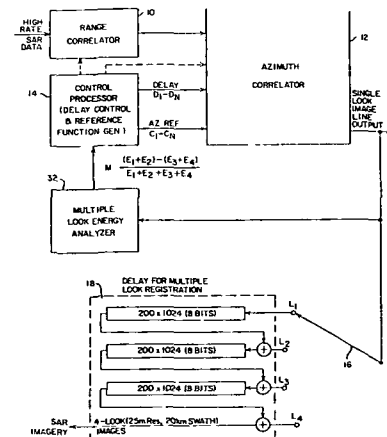 HIGH
RATE
SAR
DATA
RANGE
CORRELATOR
10
12
AZIMUTH
CORRELATOR
14
CONTROL
PROCESSOR
(DELAY CONTROL
& REFERENCE
FUNCTION GEN)
DELAY
D1-DN
AZ REF
C1-CN
SINGLE
LOOK
IMAGE
LINE
OUTPUT
M (E1+E2)-(E3+E4)
E1+E2+E3+E4
32
MULTIPLE
LOOK ENERGY
ANALYZER
DELAY FOR MULTIPLE
LOOK REGISTRATION
18
200 x 1024 (8 BITS)
L1
16
200 x 1024 (8 BITS)
+
L2
200 x 1024 (8 BITS)
+
L3
SAR
IMAGERY
4-LOOK(25m Res, 20km SWATH)
IMAGES
+
L4